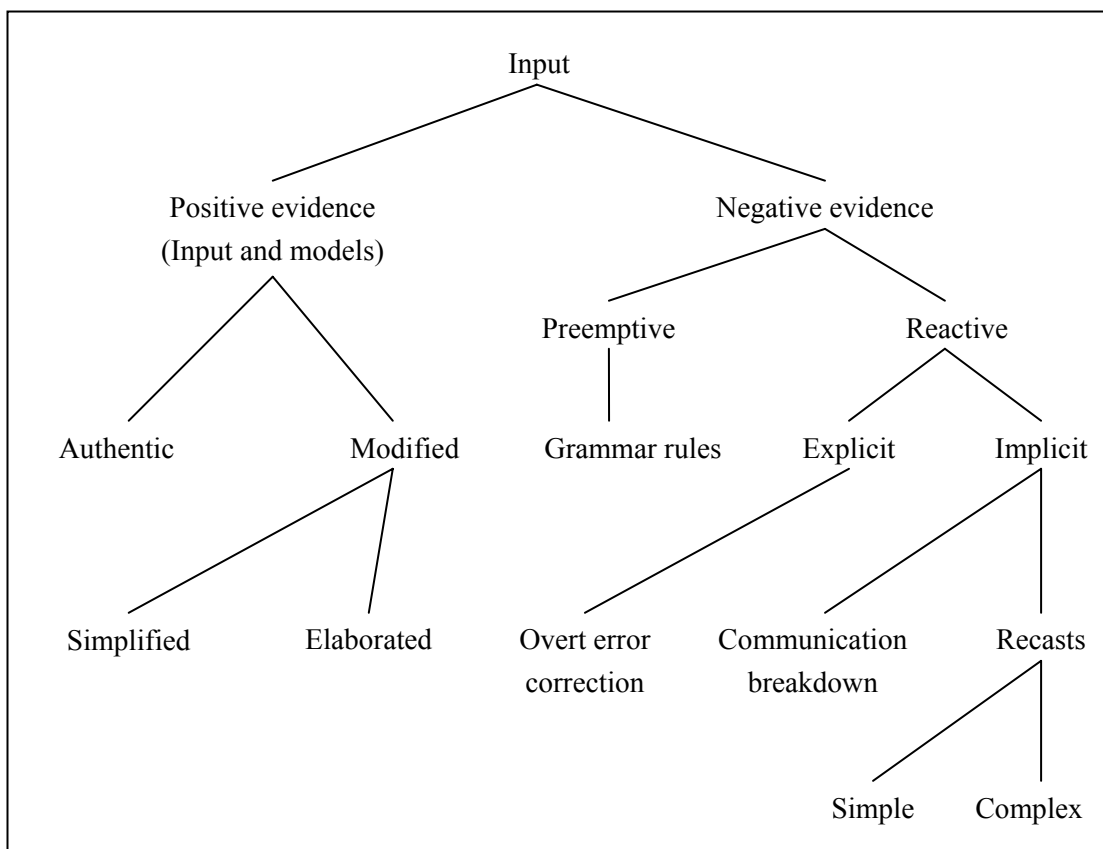 Input
Positive evidence
(Input and models)
Negative evidence
Preemptive
Reactive
Authentic
Modified
Grammar rules
Explicit
Implicit
Simplified
Elaborated
Overt error
correction
Communication
breakdown
Recasts
Simple
Complex